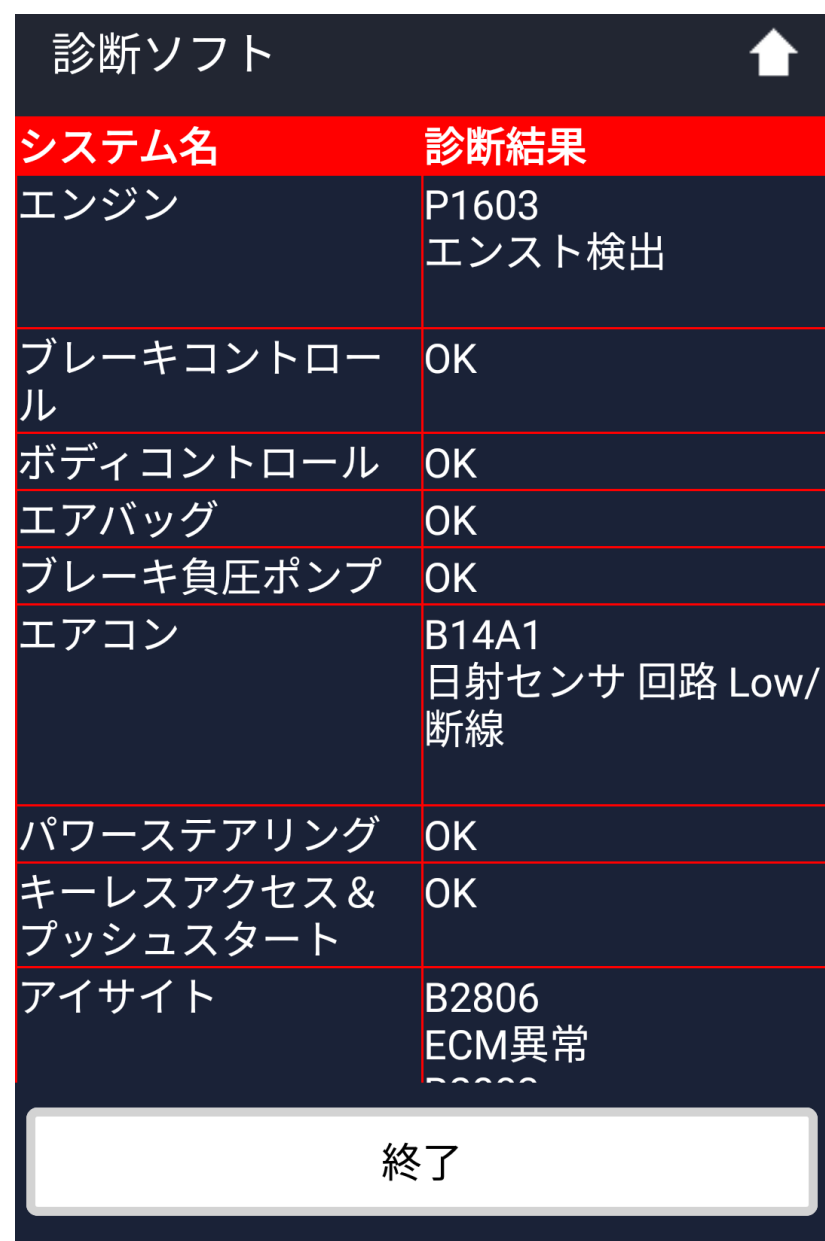 診断ソフト
システム名 診断結果
エンジン P1603
エンスト検出
ブレーキコントロー OK
ル
ボディコントロール OK
エアバッグ OK
ブレーキ負圧ポンプ OK
エアコン B14A1
日射センサ 回路 Low/
断線
パワーステアリング OK
キーレスアクセス& OK
プッシュスタート
アイサイト B2806
ECM異常
終了